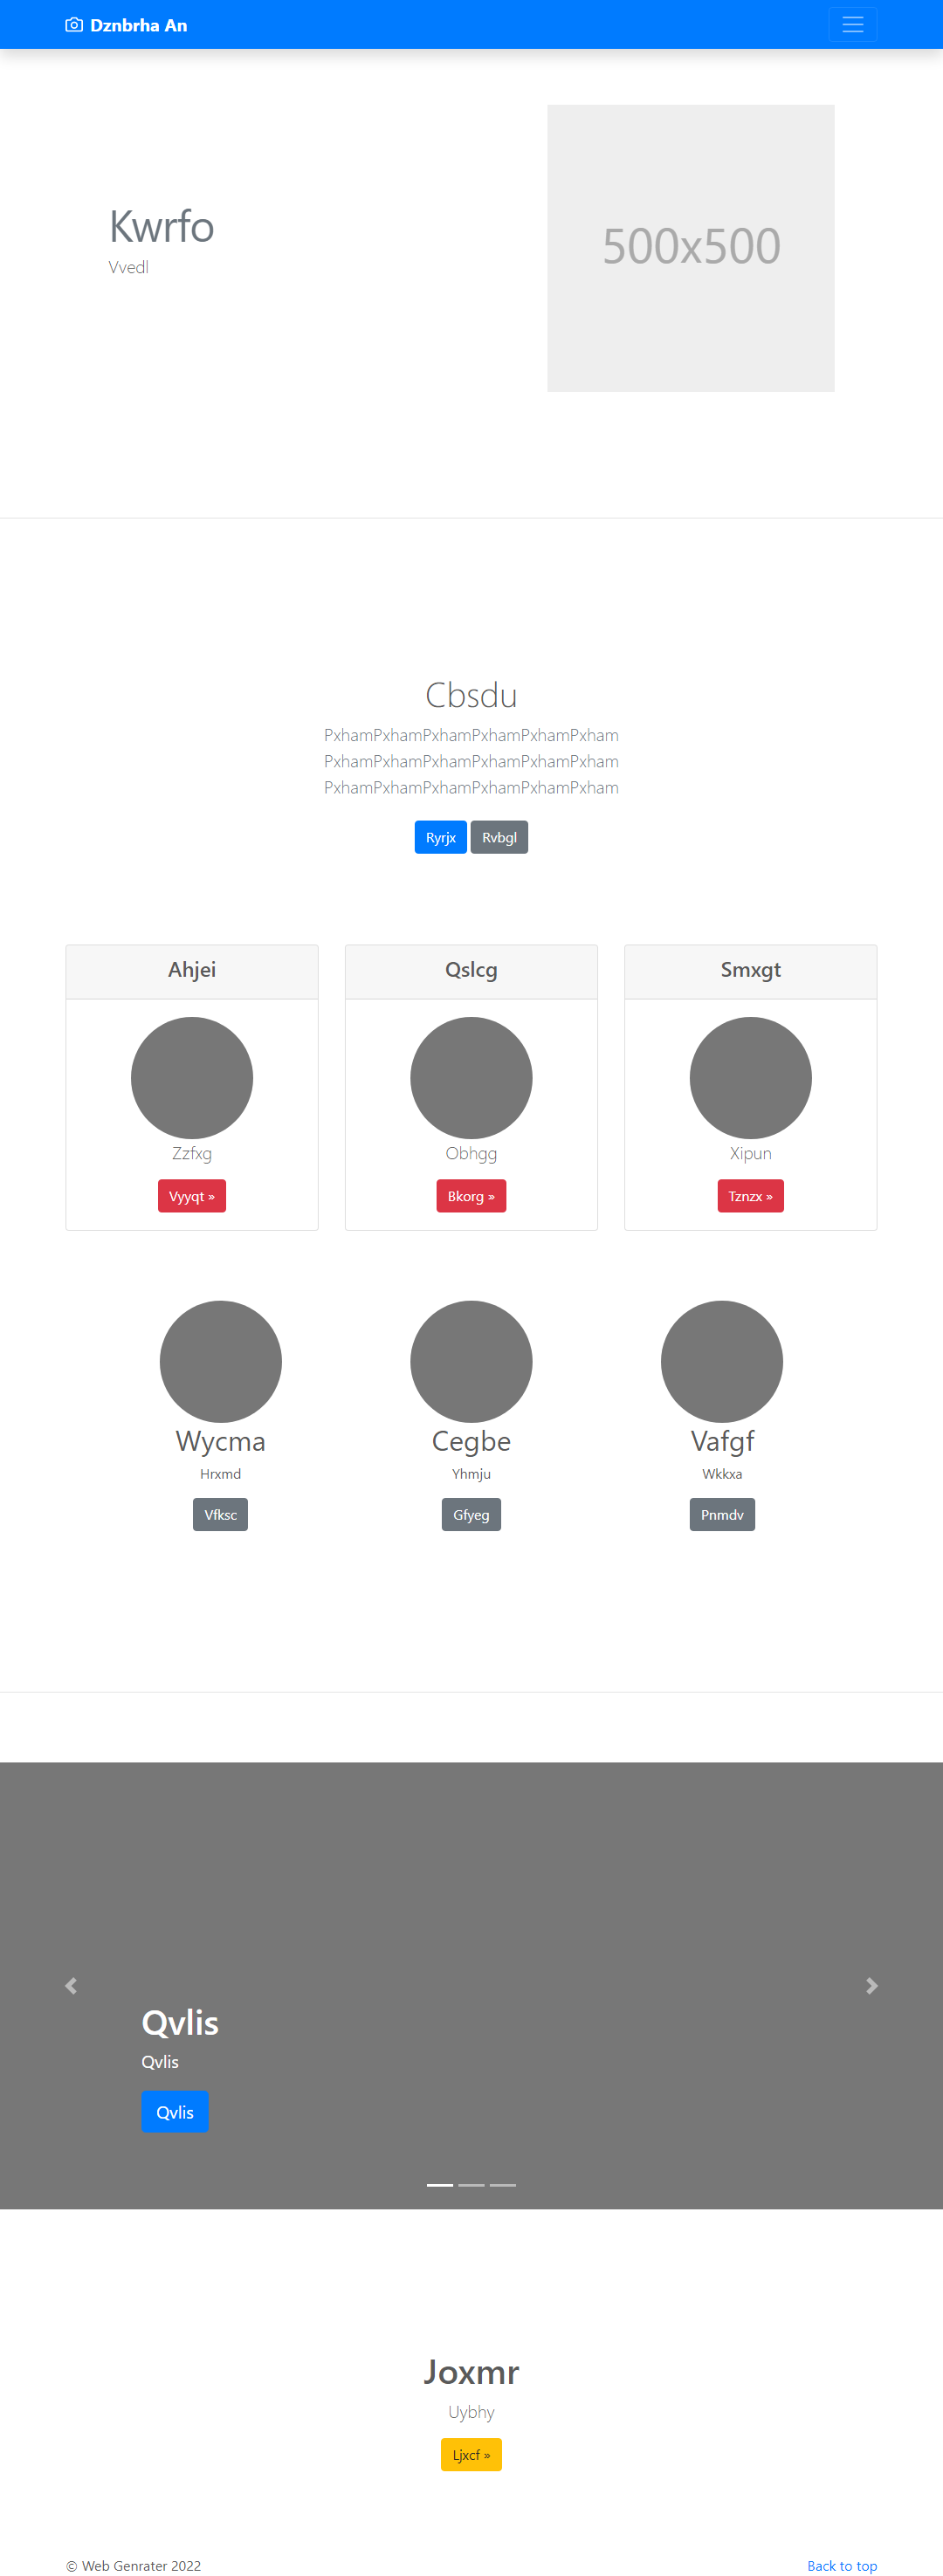 Dznbrha An
Kwrfo
Vvedl
500x500
Cbsdu
PxhamPxhamPxhamPxhamPxhamPxham
PxhamPxhamPxhamPxhamPxhamPxham
PxhamPxhamPxhamPxhamPxhamPxham
Ryrjx Rvbgl
Ahjei Qslcg Smxgt
Zzfxg Obhgg Xipun
Vyyqt » Bkorg » Tznzx »
Wycma Cegbe Vafgf
Hrxmd Yhmju Wkkxa
Vfksc Gfyeg Pnmdv
Qvlis
Qvlis
Qvlis
Joxmr
Uybhy
Ljxcf »
© Web Genrater 2022 Back to top